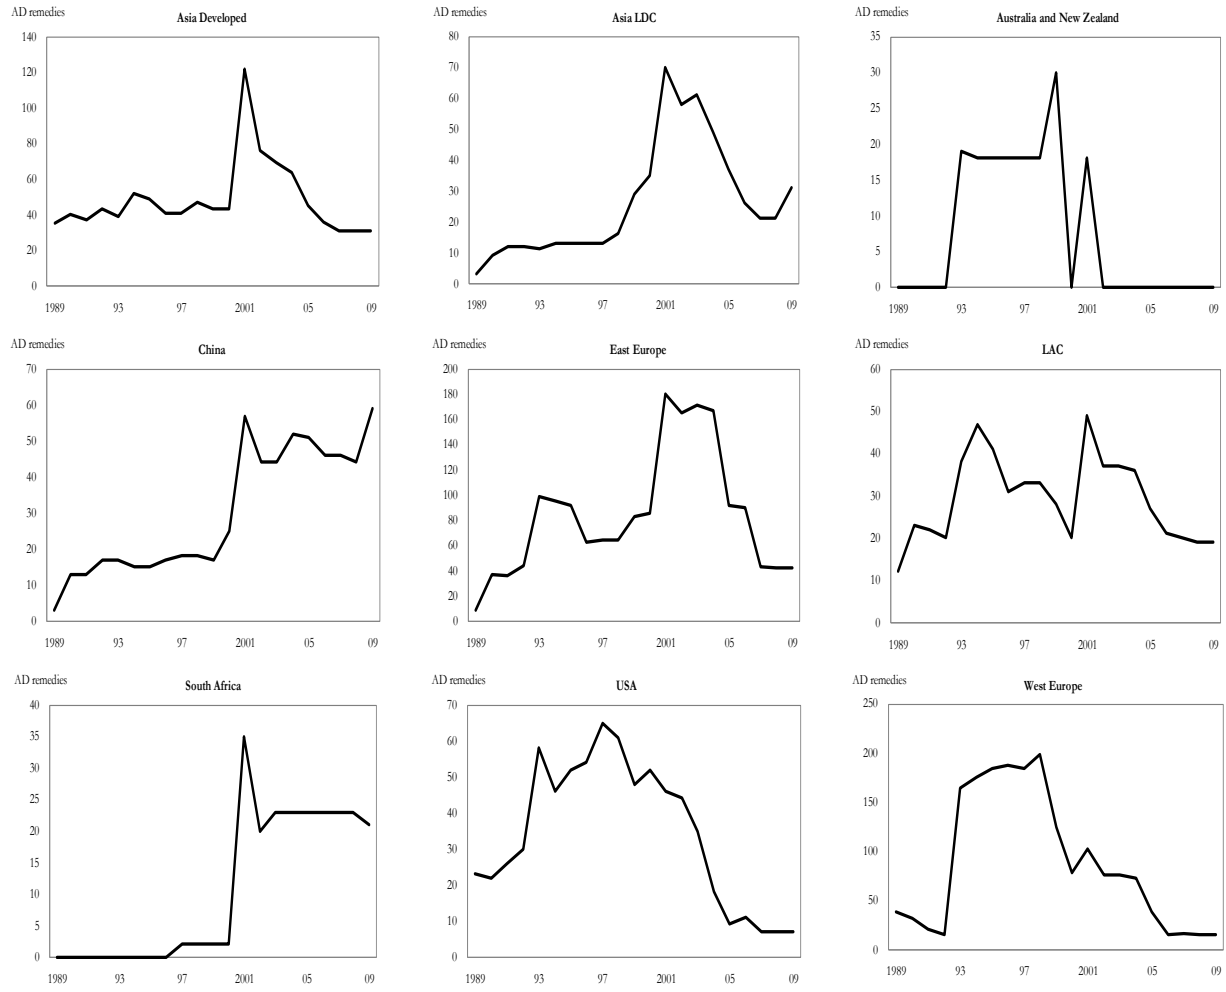 AD remedies
Asia Developed
140
120
100
80
60
40
20
0
1989 93 97 2001 05 09
AD remedies
Asia LDC
80
70
60
50
40
30
20
10
0
1989 93 97 2001 05 09
AD remedies
Australia and New Zealand
35
30
25
20
15
10
5
0
1989 93 97 2001 05 09
AD remedies
China
70
60
50
40
30
20
10
0
1989 93 97 2001 05 09
AD remedies
East Europe
200
180
160
140
120
100
80
60
40
20
0
1989 93 97 2001 05 09
AD remedies
LAC
60
50
40
30
20
10
0
1989 93 97 2001 05 09
AD remedies
South Africa
40
35
30
25
20
15
10
5
0
1989 93 97 2001 05 09
AD remedies
USA
70
60
50
40
30
20
10
0
1989 93 97 2001 05 09
AD remedies
West Europe
250
200
150
100
50
0
1989 93 97 2001 05 09